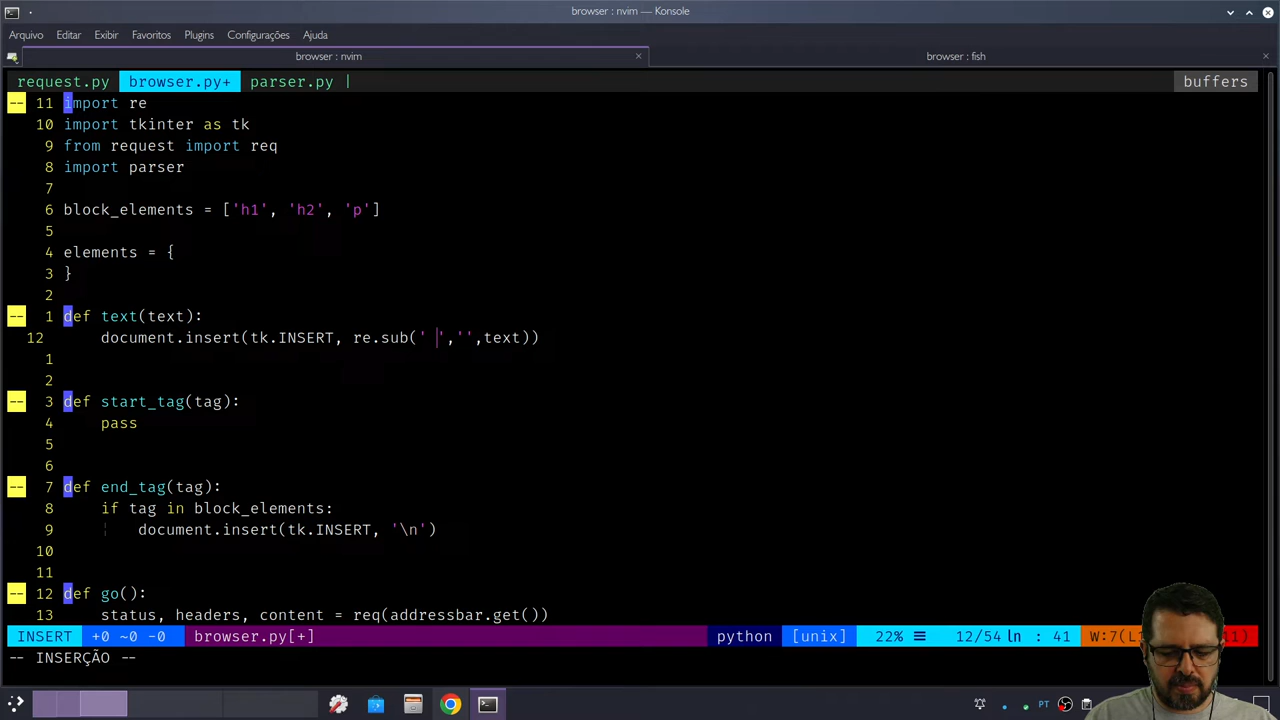 browser : nvim — Konsole
Arquivo Editar Exibir Favoritos Plugins Configurações Ajuda
browser : nvim
browser : fish
request.py browser.py+ parser.py | buffers
-- 11 import re
10 import tkinter as tk
9 from request import req
8 import parser
7
6 block_elements = ['h1', 'h2', 'p']
5
4 elements = {
3 }
2
-- 1 def text(text):
12 document.insert(tk.INSERT, re.sub(' ','',text))
1
2
-- 3 def start_tag(tag):
4 pass
5
6
-- 7 def end_tag(tag):
8 if tag in block_elements:
9 ¦ document.insert(tk.INSERT, '\n')
10
11
-- 12 def go():
13 status, headers, content = req(addressbar.get())
INSERT +0 ~0 -0 browser.py[+] python [unix] 22% ≡ 12/54 ln : 41 W:7(L1
-- INSERÇÃO --
PT